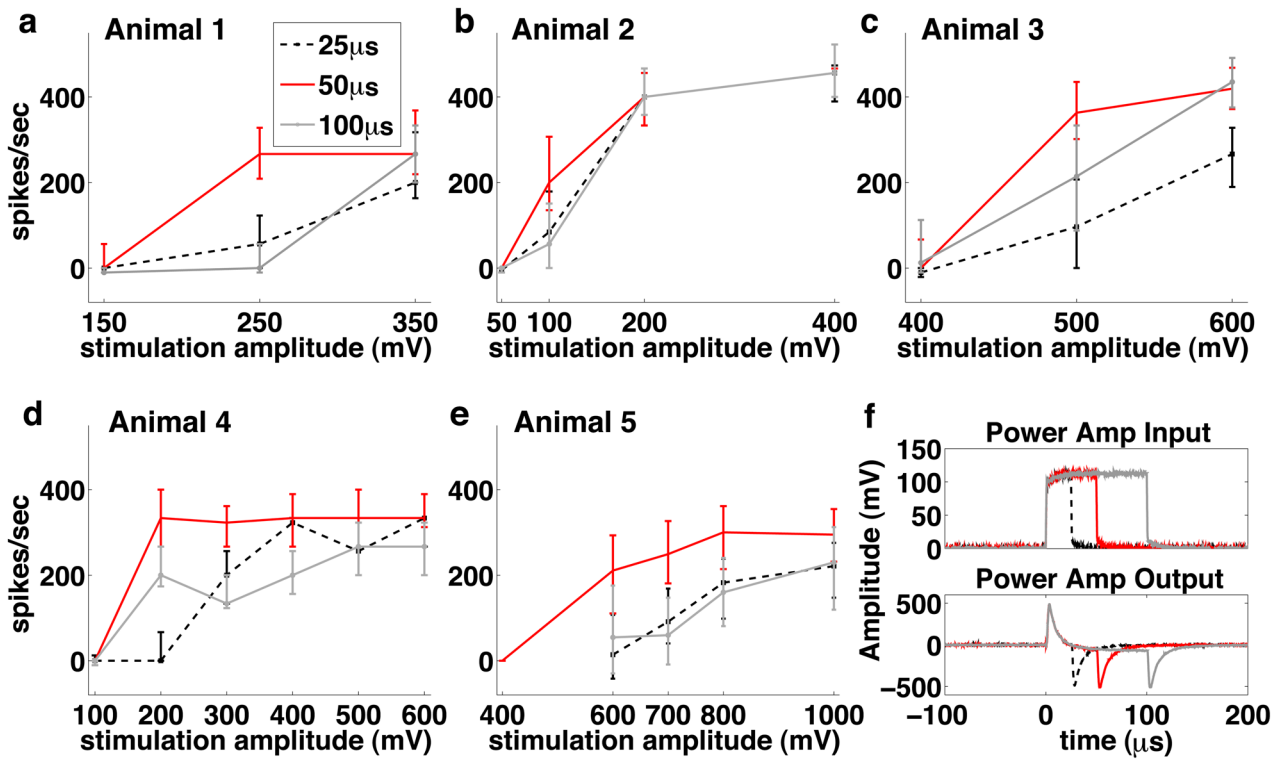 a Animal 1
25μs
50μs
100μs
spikes/sec
400
200
0
150 250 350
stimulation amplitude (mV)
b Animal 2
400
200
0
50 100 200 400
stimulation amplitude (mV)
c Animal 3
400
200
0
400 500 600
stimulation amplitude (mV)
d Animal 4
spikes/sec
400
200
0
100 200 300 400 500 600
stimulation amplitude (mV)
e Animal 5
400
200
0
400 600 700 800 1000
stimulation amplitude (mV)
f
Power Amp Input
150
100
50
0
Amplitude (mV)
Power Amp Output
500
0
−500
−100 0 100 200
time (μs)